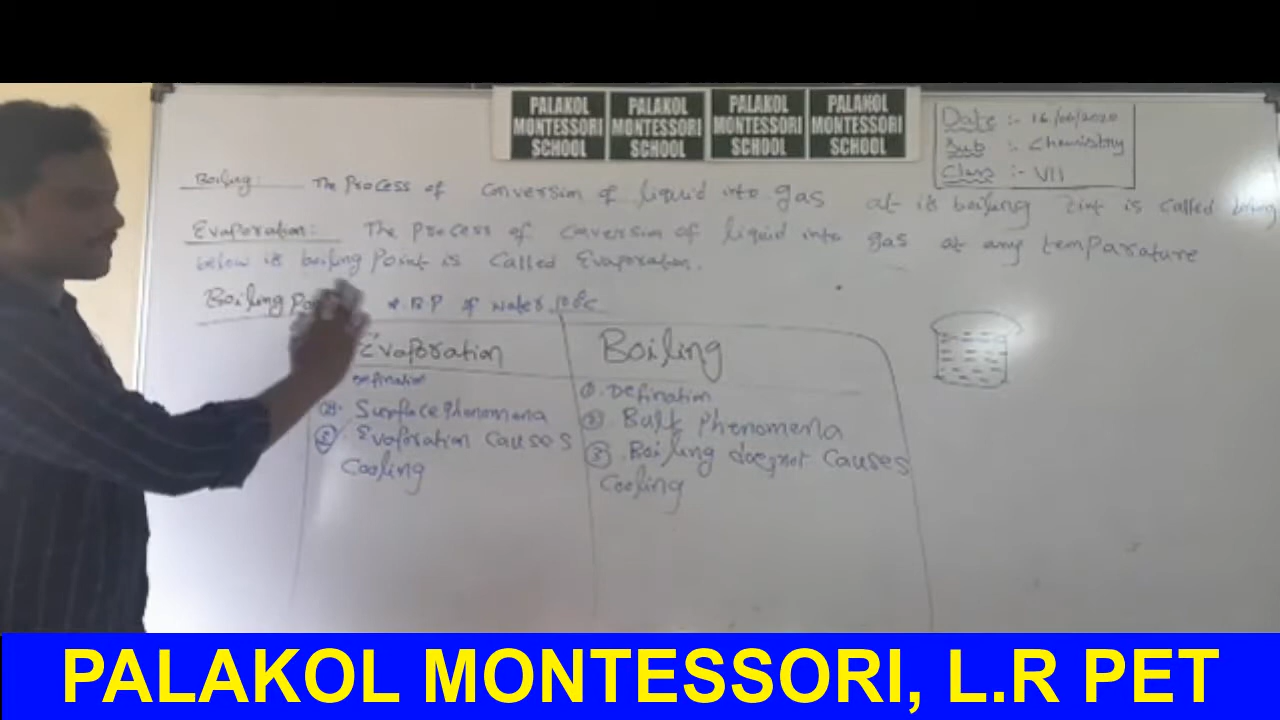 PALAKOL MONTESSORI SCHOOL
PALAKOL MONTESSORI SCHOOL
PALAKOL MONTESSORI SCHOOL
PALAKOL MONTESSORI SCHOOL
Date :- 16/06/2020
Sub :- Chemistry
Class :- VII
Boiling:- The Process of conversion of liquid into gas at its boiling is called boiling
Evaporation:- The Process of conversion of liquid into gas at any temparature
below its boiling Point is called Evaporation.
Boiling * B.P of water 100°C
Evaporation
Defination
②. Surface Phenomena
③. Evaporation Causes
Cooling
Boiling
①. Defination
②. Bulk Phenomena
③. Boiling doesnot Causes
Cooling
PALAKOL MONTESSORI, L.R PET